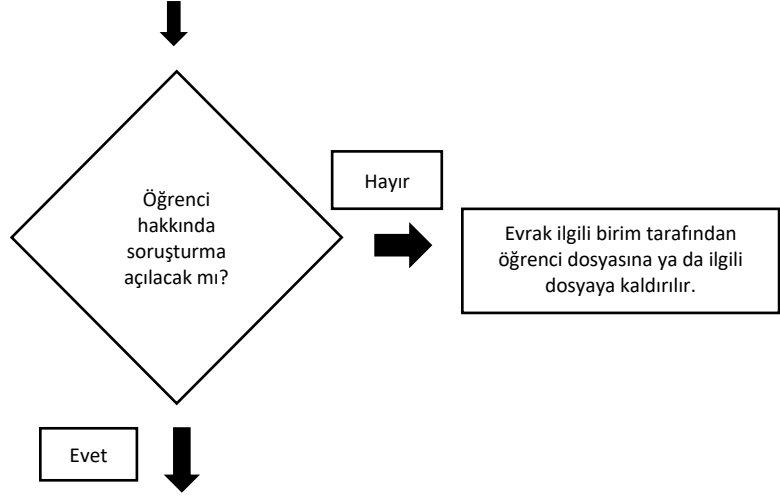 Öğrenci
hakkında
soruşturma
açılacak mı?
Hayır
Evrak ilgili birim tarafından
öğrenci dosyasına ya da ilgili
dosyaya kaldırılır.
Evet